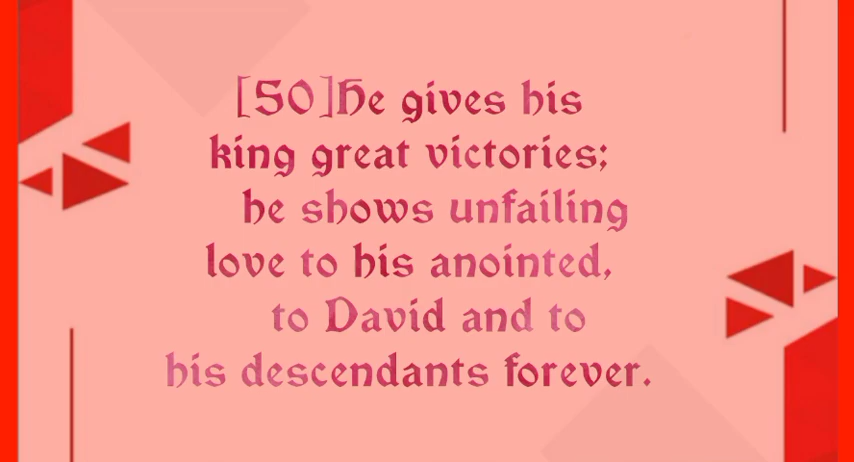 [50]He gives his
king great victories;
he shows unfailing
love to his anointed,
to David and to
his descendants forever.